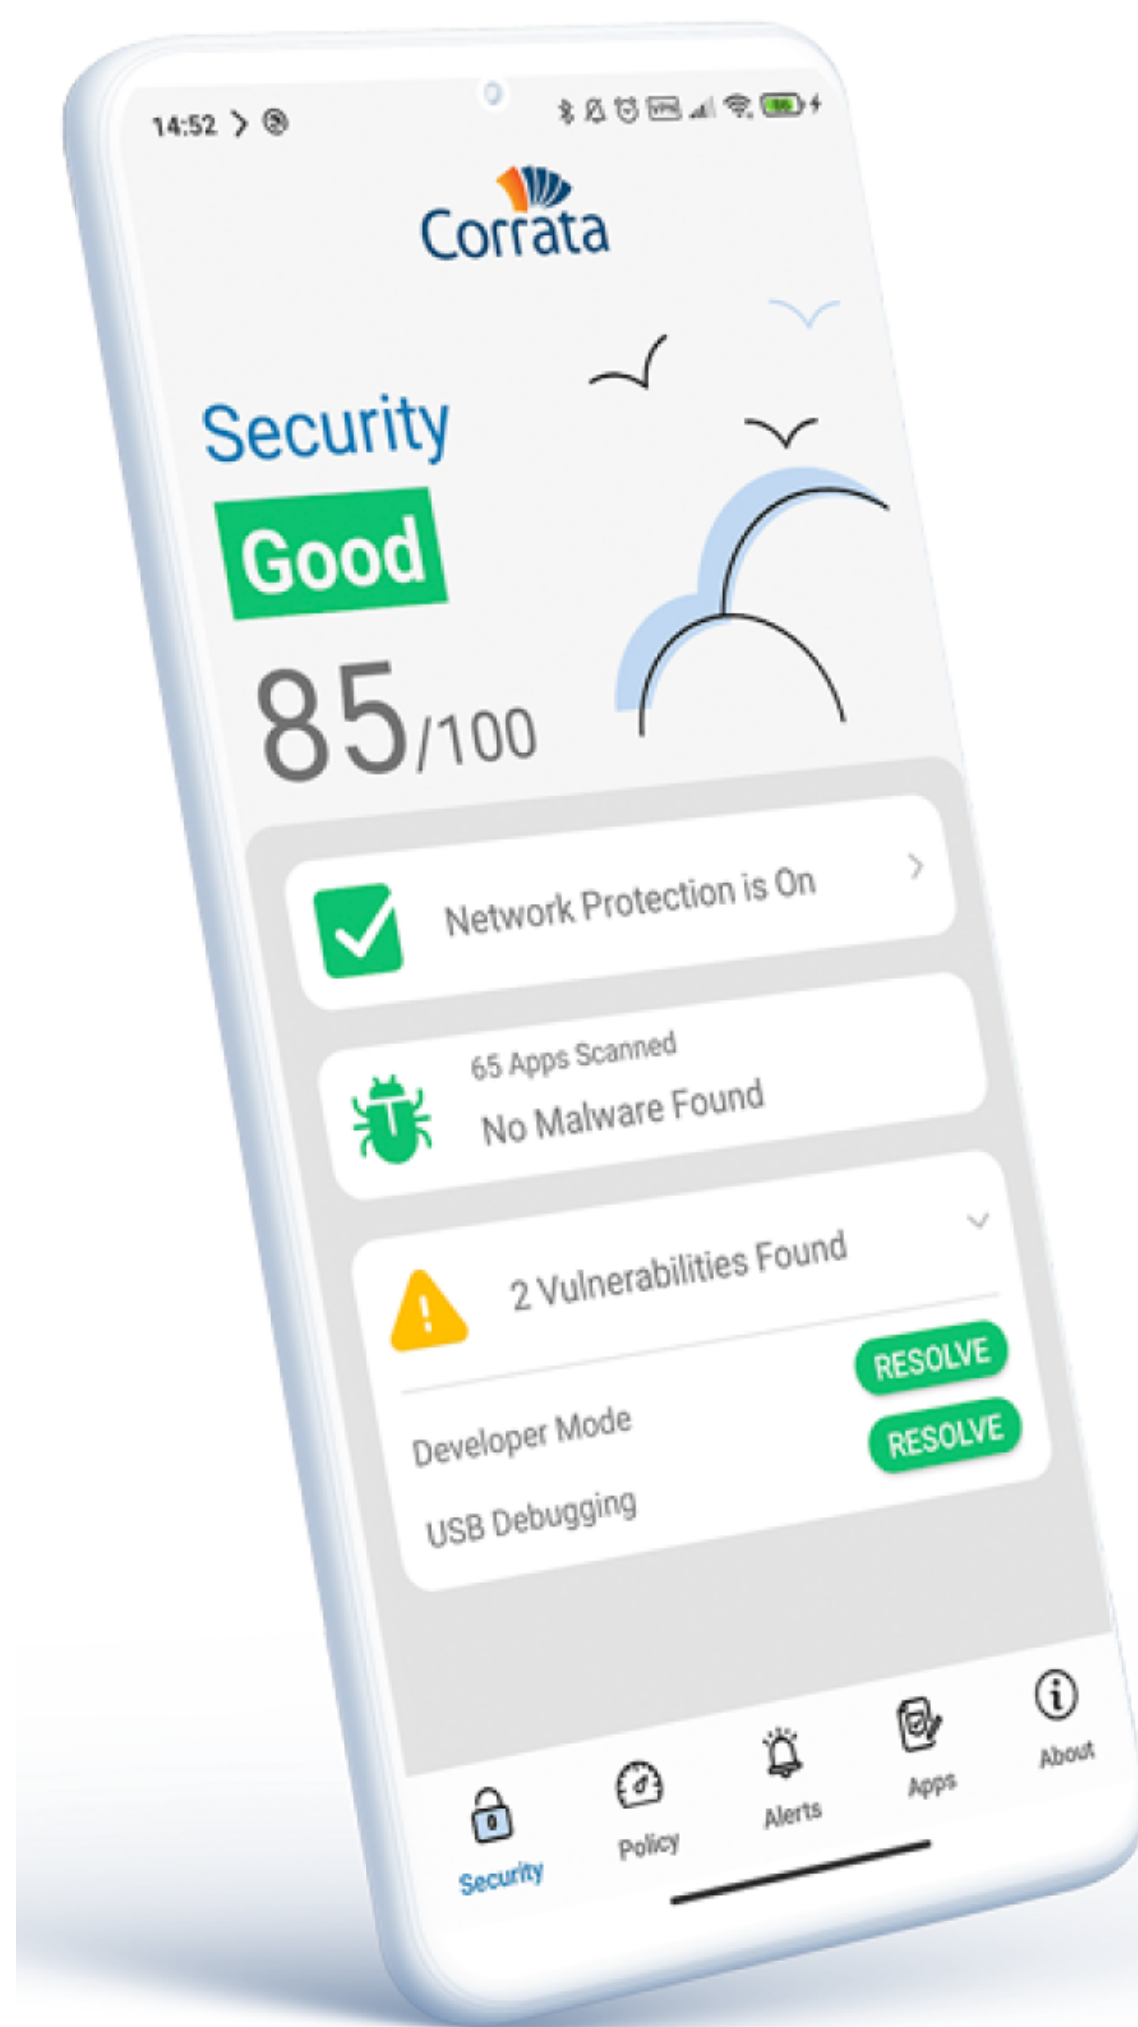 14:52
VPN
Corrata
Security
Good
85/100
Network Protection is On
65 Apps Scanned
No Malware Found
2 Vulnerabilities Found
Developer Mode
RESOLVE
USB Debugging
RESOLVE
Security
Policy
Alerts
Apps
About